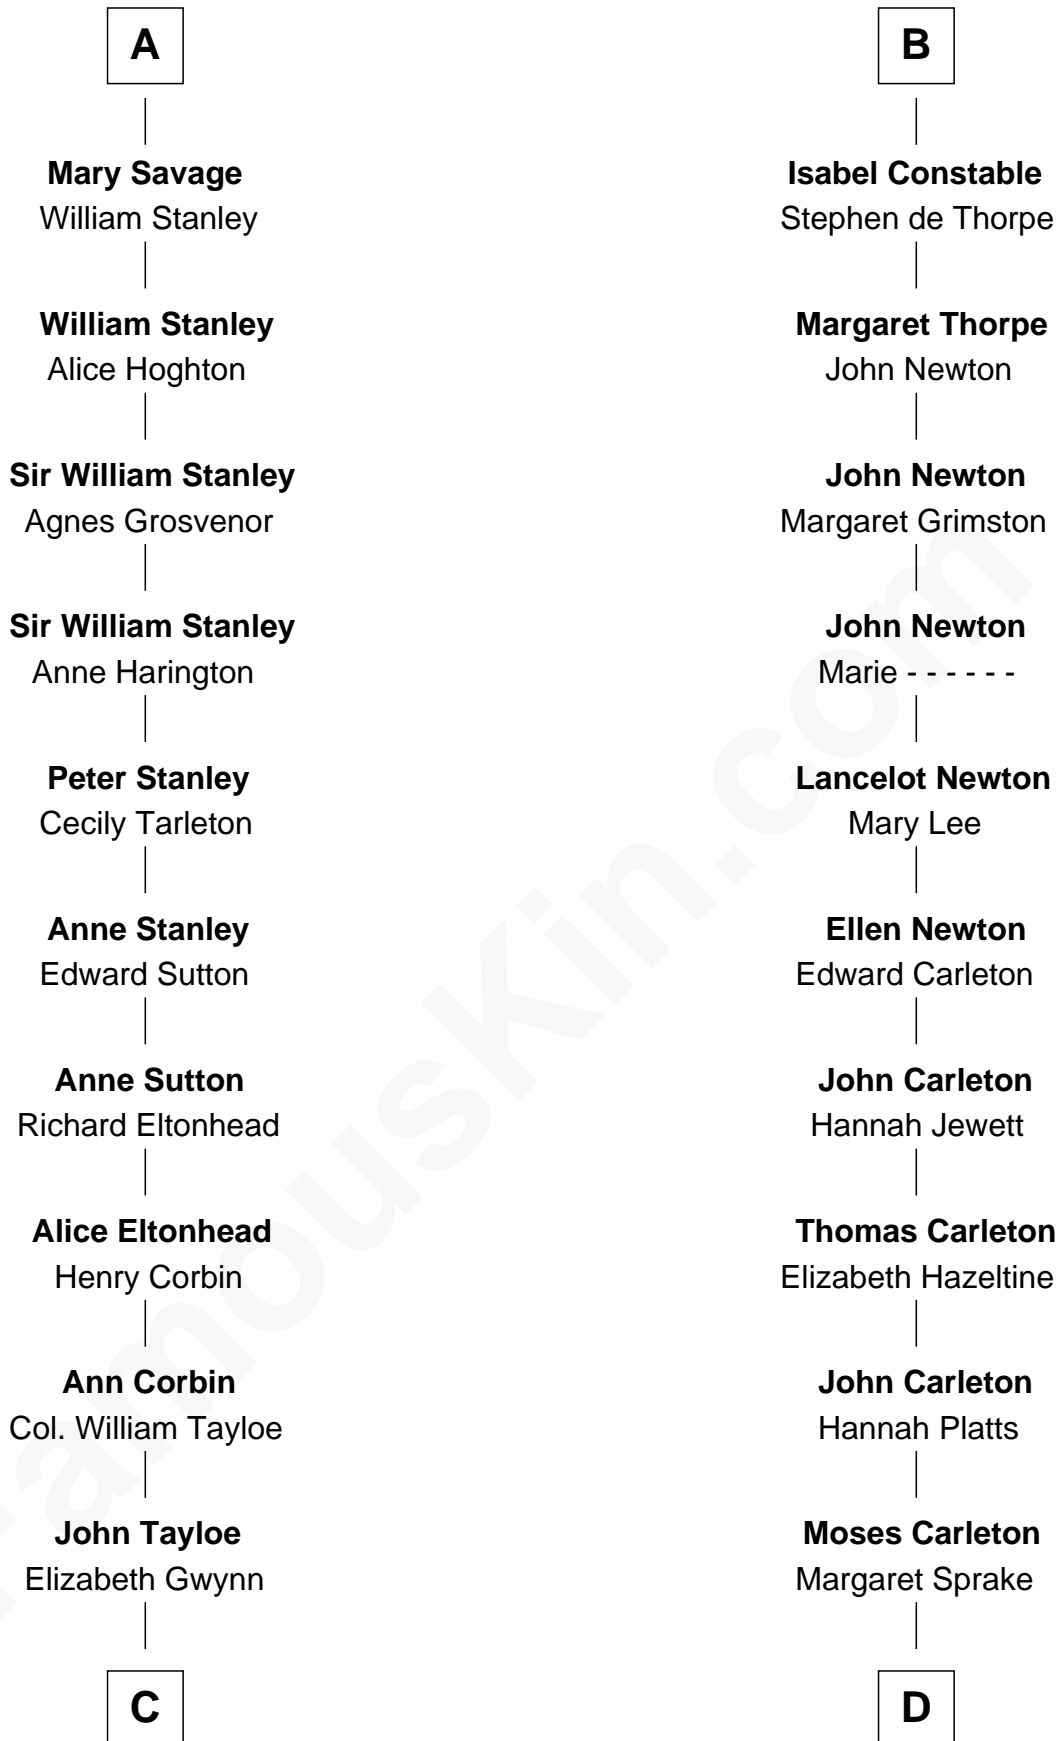 A
Mary Savage
William Stanley
William Stanley
Alice Hoghton
Sir William Stanley
Agnes Grosvenor
Sir William Stanley
Anne Harington
Peter Stanley
Cecily Tarleton
Anne Stanley
Edward Sutton
Anne Sutton
Richard Eltonhead
Alice Eltonhead
Henry Corbin
Ann Corbin
Col. William Tayloe
John Tayloe
Elizabeth Gwynn
C
B
Isabel Constable
Stephen de Thorpe
Margaret Thorpe
John Newton
John Newton
Margaret Grimston
John Newton
Marie - - - - - -
Lancelot Newton
Mary Lee
Ellen Newton
Edward Carleton
John Carleton
Hannah Jewett
Thomas Carleton
Elizabeth Hazeltine
John Carleton
Hannah Platts
Moses Carleton
Margaret Sprake
D
FamousKin.com